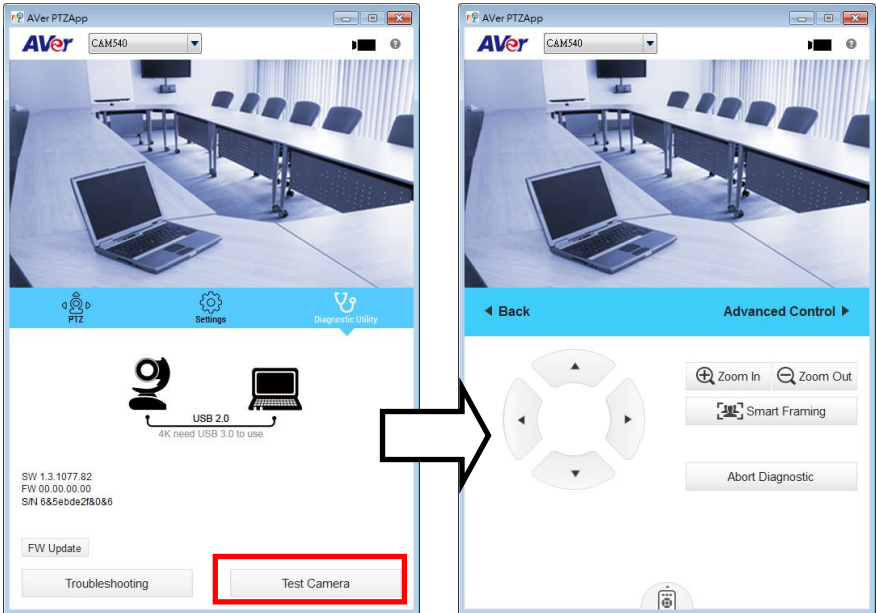 AVer PTZApp
AVer CAM540
PTZ
Settings
Diagnostic Utility
USB 2.0
4K need USB 3.0 to use
SW 1.3.1077.82
FW 00.00.00.00
S/N 6&5ebde2f&0&6
FW Update
Troubleshooting
Test Camera
AVer PTZApp
AVer CAM540
Back
Advanced Control
Zoom In
Zoom Out
Smart Framing
Abort Diagnostic